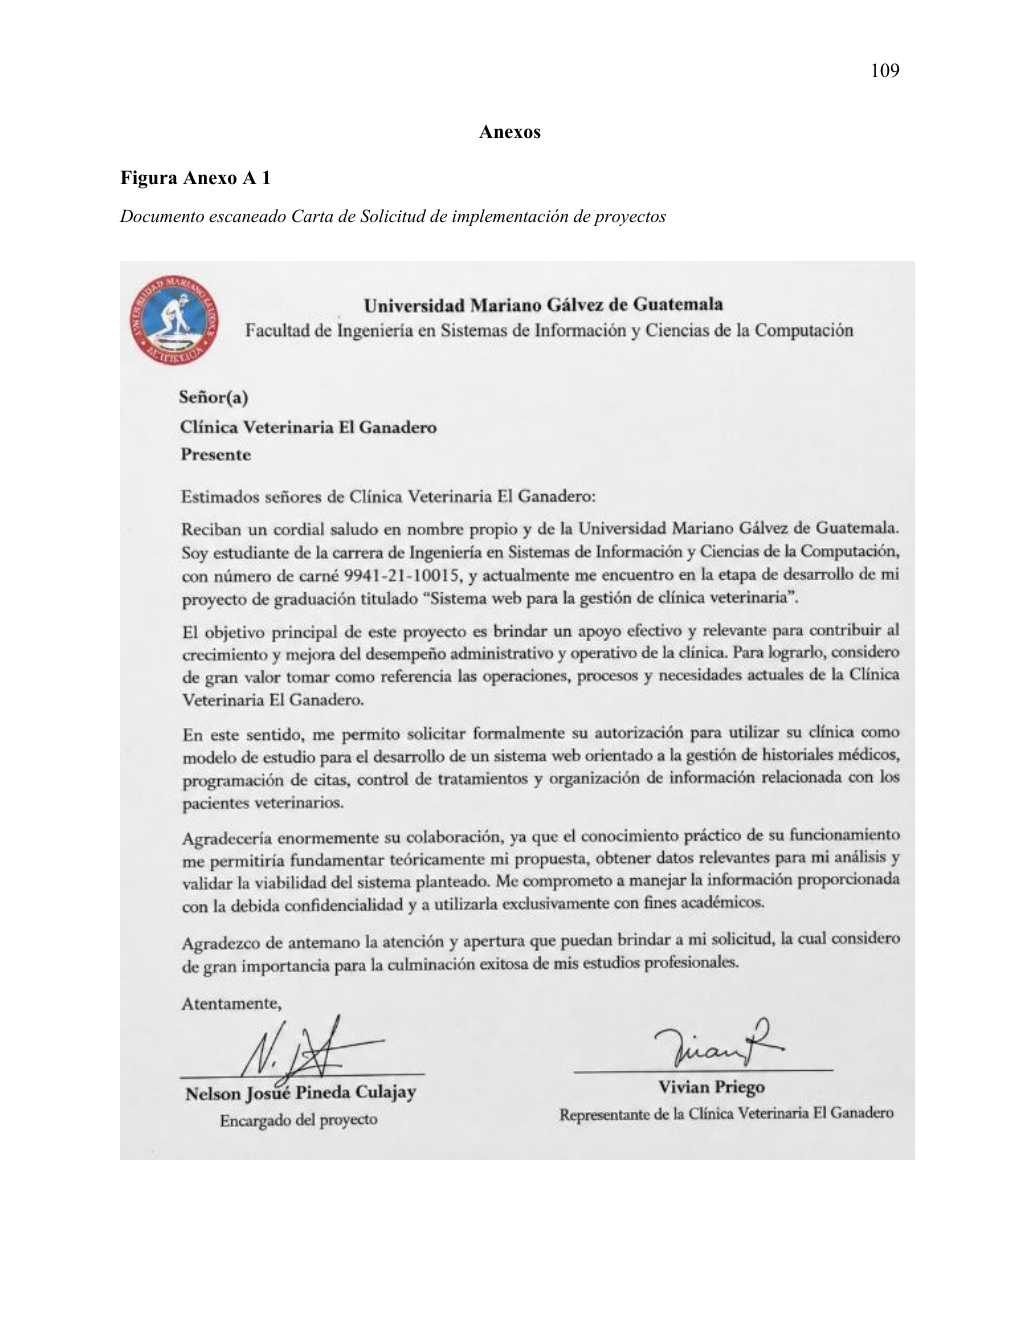 109
Anexos
Figura Anexo A 1
Documento escaneado Carta de Solicitud de implementación de proyectos
Universidad Mariano Gálvez de Guatemala
Facultad de Ingeniería en Sistemas de Información y Ciencias de la Computación
Señor(a)
Clínica Veterinaria El Ganadero
Presente
Estimados señores de Clínica Veterinaria El Ganadero:
Reciban un cordial saludo en nombre propio y de la Universidad Mariano Gálvez de Guatemala.
Soy estudiante de la carrera de Ingeniería en Sistemas de Información y Ciencias de la Computación,
con número de carné 9941-21-10015, y actualmente me encuentro en la etapa de desarrollo de mi
proyecto de graduación titulado “Sistema web para la gestión de clínica veterinaria”.
El objetivo principal de este proyecto es brindar un apoyo efectivo y relevante para contribuir al
crecimiento y mejora del desempeño administrativo y operativo de la clínica. Para lograrlo, considero
de gran valor tomar como referencia las operaciones, procesos y necesidades actuales de la Clínica
Veterinaria El Ganadero.
En este sentido, me permito solicitar formalmente su autorización para utilizar su clínica como
modelo de estudio para el desarrollo de un sistema web orientado a la gestión de historiales médicos,
programación de citas, control de tratamientos y organización de información relacionada con los
pacientes veterinarios.
Agradecería enormemente su colaboración, ya que el conocimiento práctico de su funcionamiento
me permitiría fundamentar teóricamente mi propuesta, obtener datos relevantes para mi análisis y
validar la viabilidad del sistema planteado. Me comprometo a manejar la información proporcionada
con la debida confidencialidad y a utilizarla exclusivamente con fines académicos.
Agradezco de antemano la atención y apertura que puedan brindar a mi solicitud, la cual considero
de gran importancia para la culminación exitosa de mis estudios profesionales.
Atentamente,
Nelson Josué Pineda Culajay
Encargado del proyecto
Vivian Priego
Representante de la Clínica Veterinaria El Ganadero